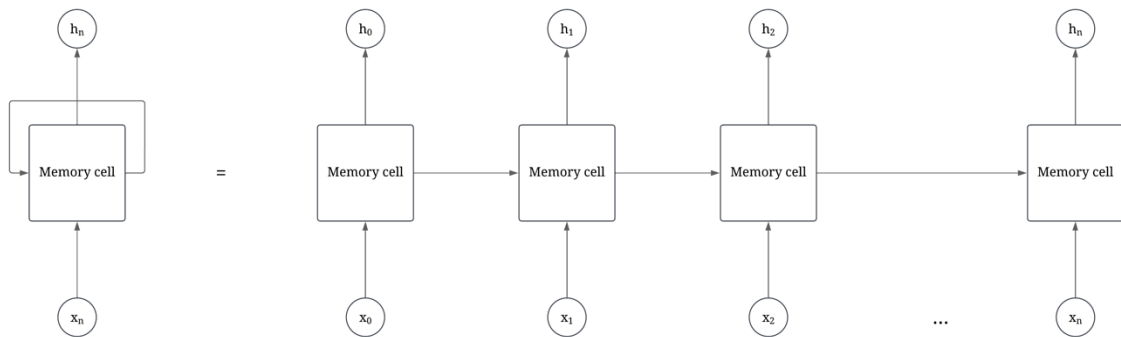 hₙ h₀ h₁ h₂ hₙ
Memory cell = Memory cell Memory cell Memory cell Memory cell
xₙ x₀ x₁ x₂ ... xₙ